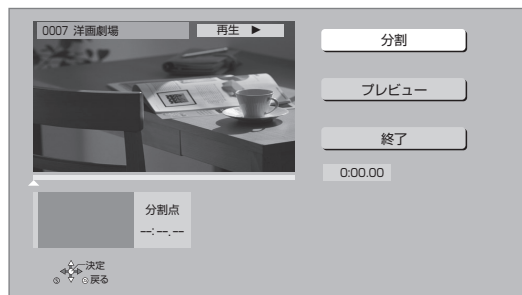 0007 洋画劇場
再生 ▶
分割
プレビュー
終了
0:00.00
分割点
--:--.--
決定
戻る